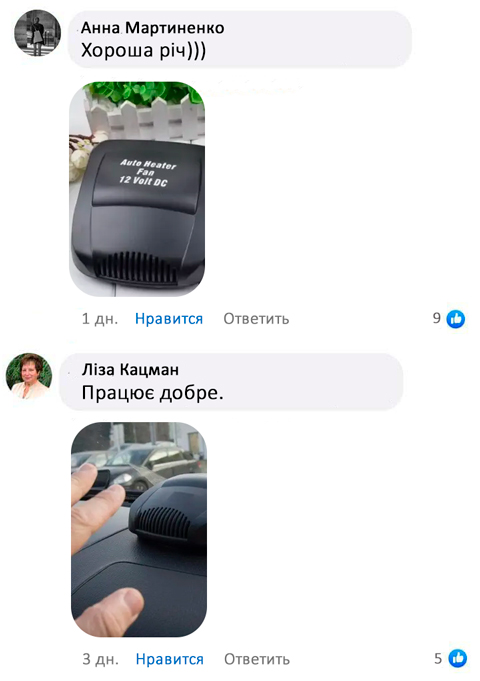 Анна Мартиненко
Хороша річ)))
Auto Heater
Fan
12 Volt DC
1 дн. Нравится Ответить 9
Ліза Кацман
Працює добре.
3 дн. Нравится Ответить 5